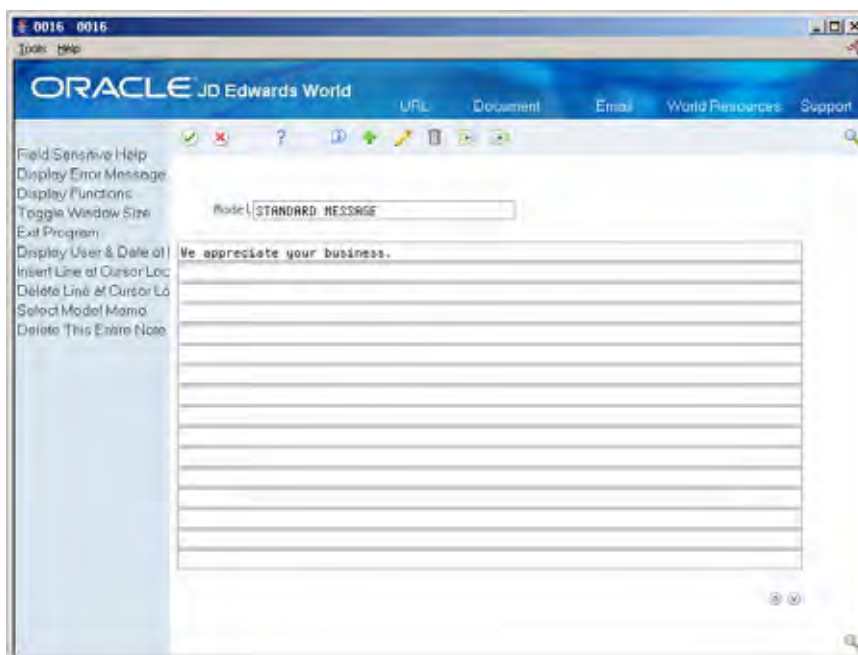 0016 0016
Tools Help
ORACLE JD Edwards World
URL Document Email World Resources Support
Field Sensitive Help
Display Error Message
Display Functions
Toggle Window Size
Exit Program
Display User & Date of
Insert Line at Cursor Loc
Delete Line at Cursor Lo
Select Model Memo
Delete This Entire Note
Model STANDARD MESSAGE
We appreciate your business.